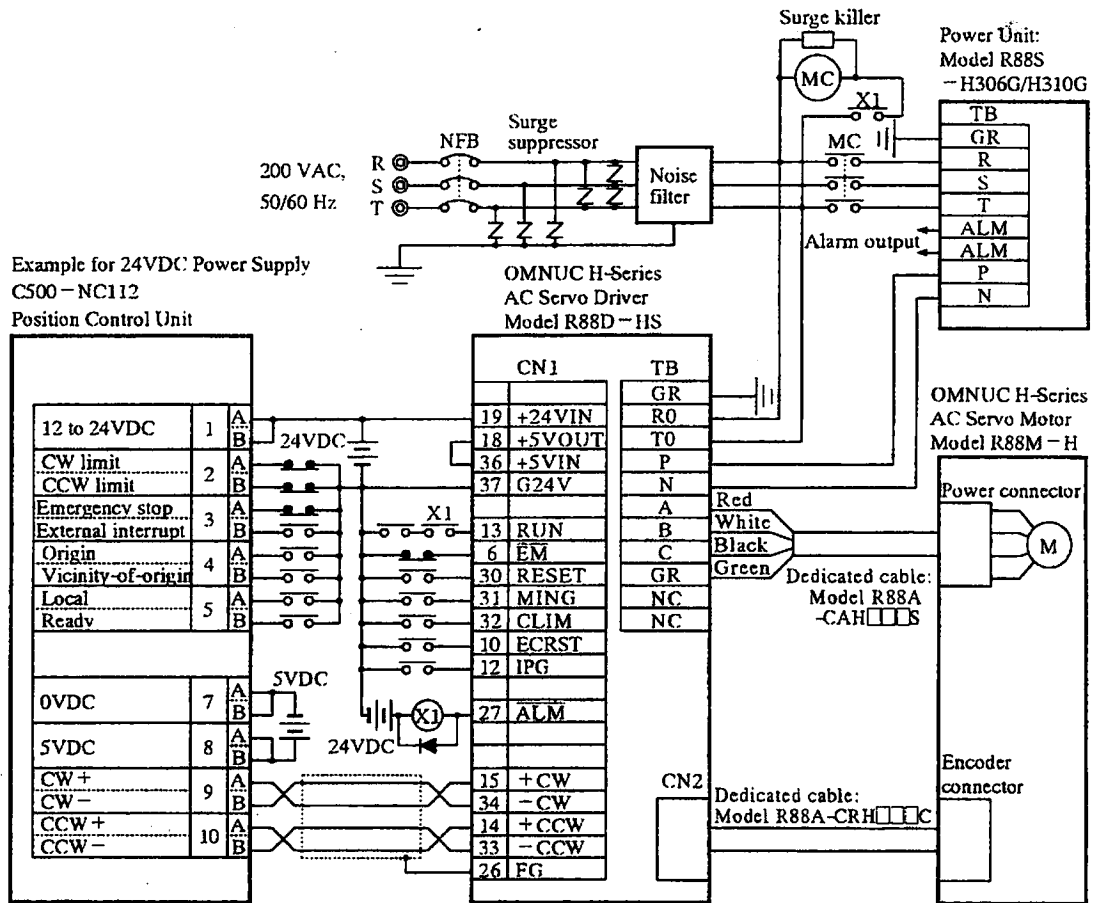 Surge killer
Power Unit:
Model R88S
-H306G/H310G
MC
X1
TB
GR
R
S
T
ALM
ALM
P
N
MC
Alarm output
Surge
suppressor
NFB
200 VAC,
50/60 Hz
R
S
T
Noise
filter
Example for 24VDC Power Supply
C500-NC112
Position Control Unit
12 to 24VDC 1 A B
CW limit 2 A
CCW limit B
Emergency stop 3 A
External interrupt B
Origin 4 A
Vicinity-of-origin B
Local 5 A
Ready B
0VDC 7 A B
5VDC 8 A B
CW+ 9 A
CW- B
CCW+ 10 A
CCW- B
24VDC
X1
5VDC
X1
24VDC
OMNUC H-Series
AC Servo Driver
Model R88D-HS
CN1
19 +24VIN
18 +5VOUT
36 +5VIN
37 G24V
13 RUN
6 EM
30 RESET
31 MING
32 CLIM
10 ECRST
12 IPG
27 ALM
15 +CW
34 -CW
14 +CCW
33 -CCW
26 FG
TB
GR
R0
T0
P
N
A
B
C
GR
NC
NC
CN2
Red
White
Black
Green
Dedicated cable:
Model R88A
-CAH□□□S
Dedicated cable:
Model R88A-CRH□□□C
OMNUC H-Series
AC Servo Motor
Model R88M-H
Power connector
M
Encoder
connector